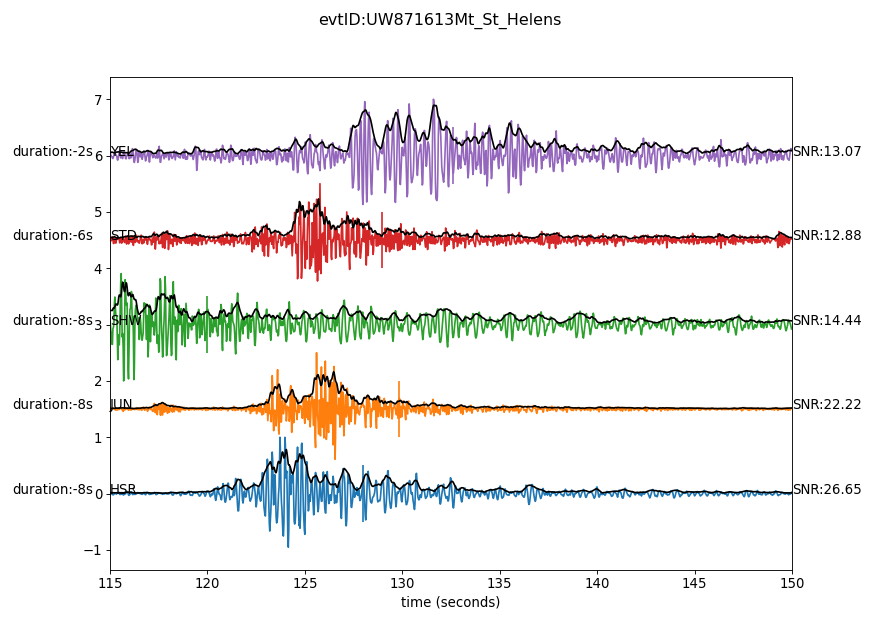 evtID:UW871613Mt_St_Helens
7
duration:-2s YEL SNR:13.07
6
5
duration:-6s STD SNR:12.88
4
duration:-8s SHW SNR:14.44
3
2
duration:-8s JUN SNR:22.22
1
duration:-8s HSR SNR:26.65
0
−1
115 120 125 130 135 140 145 150
time (seconds)